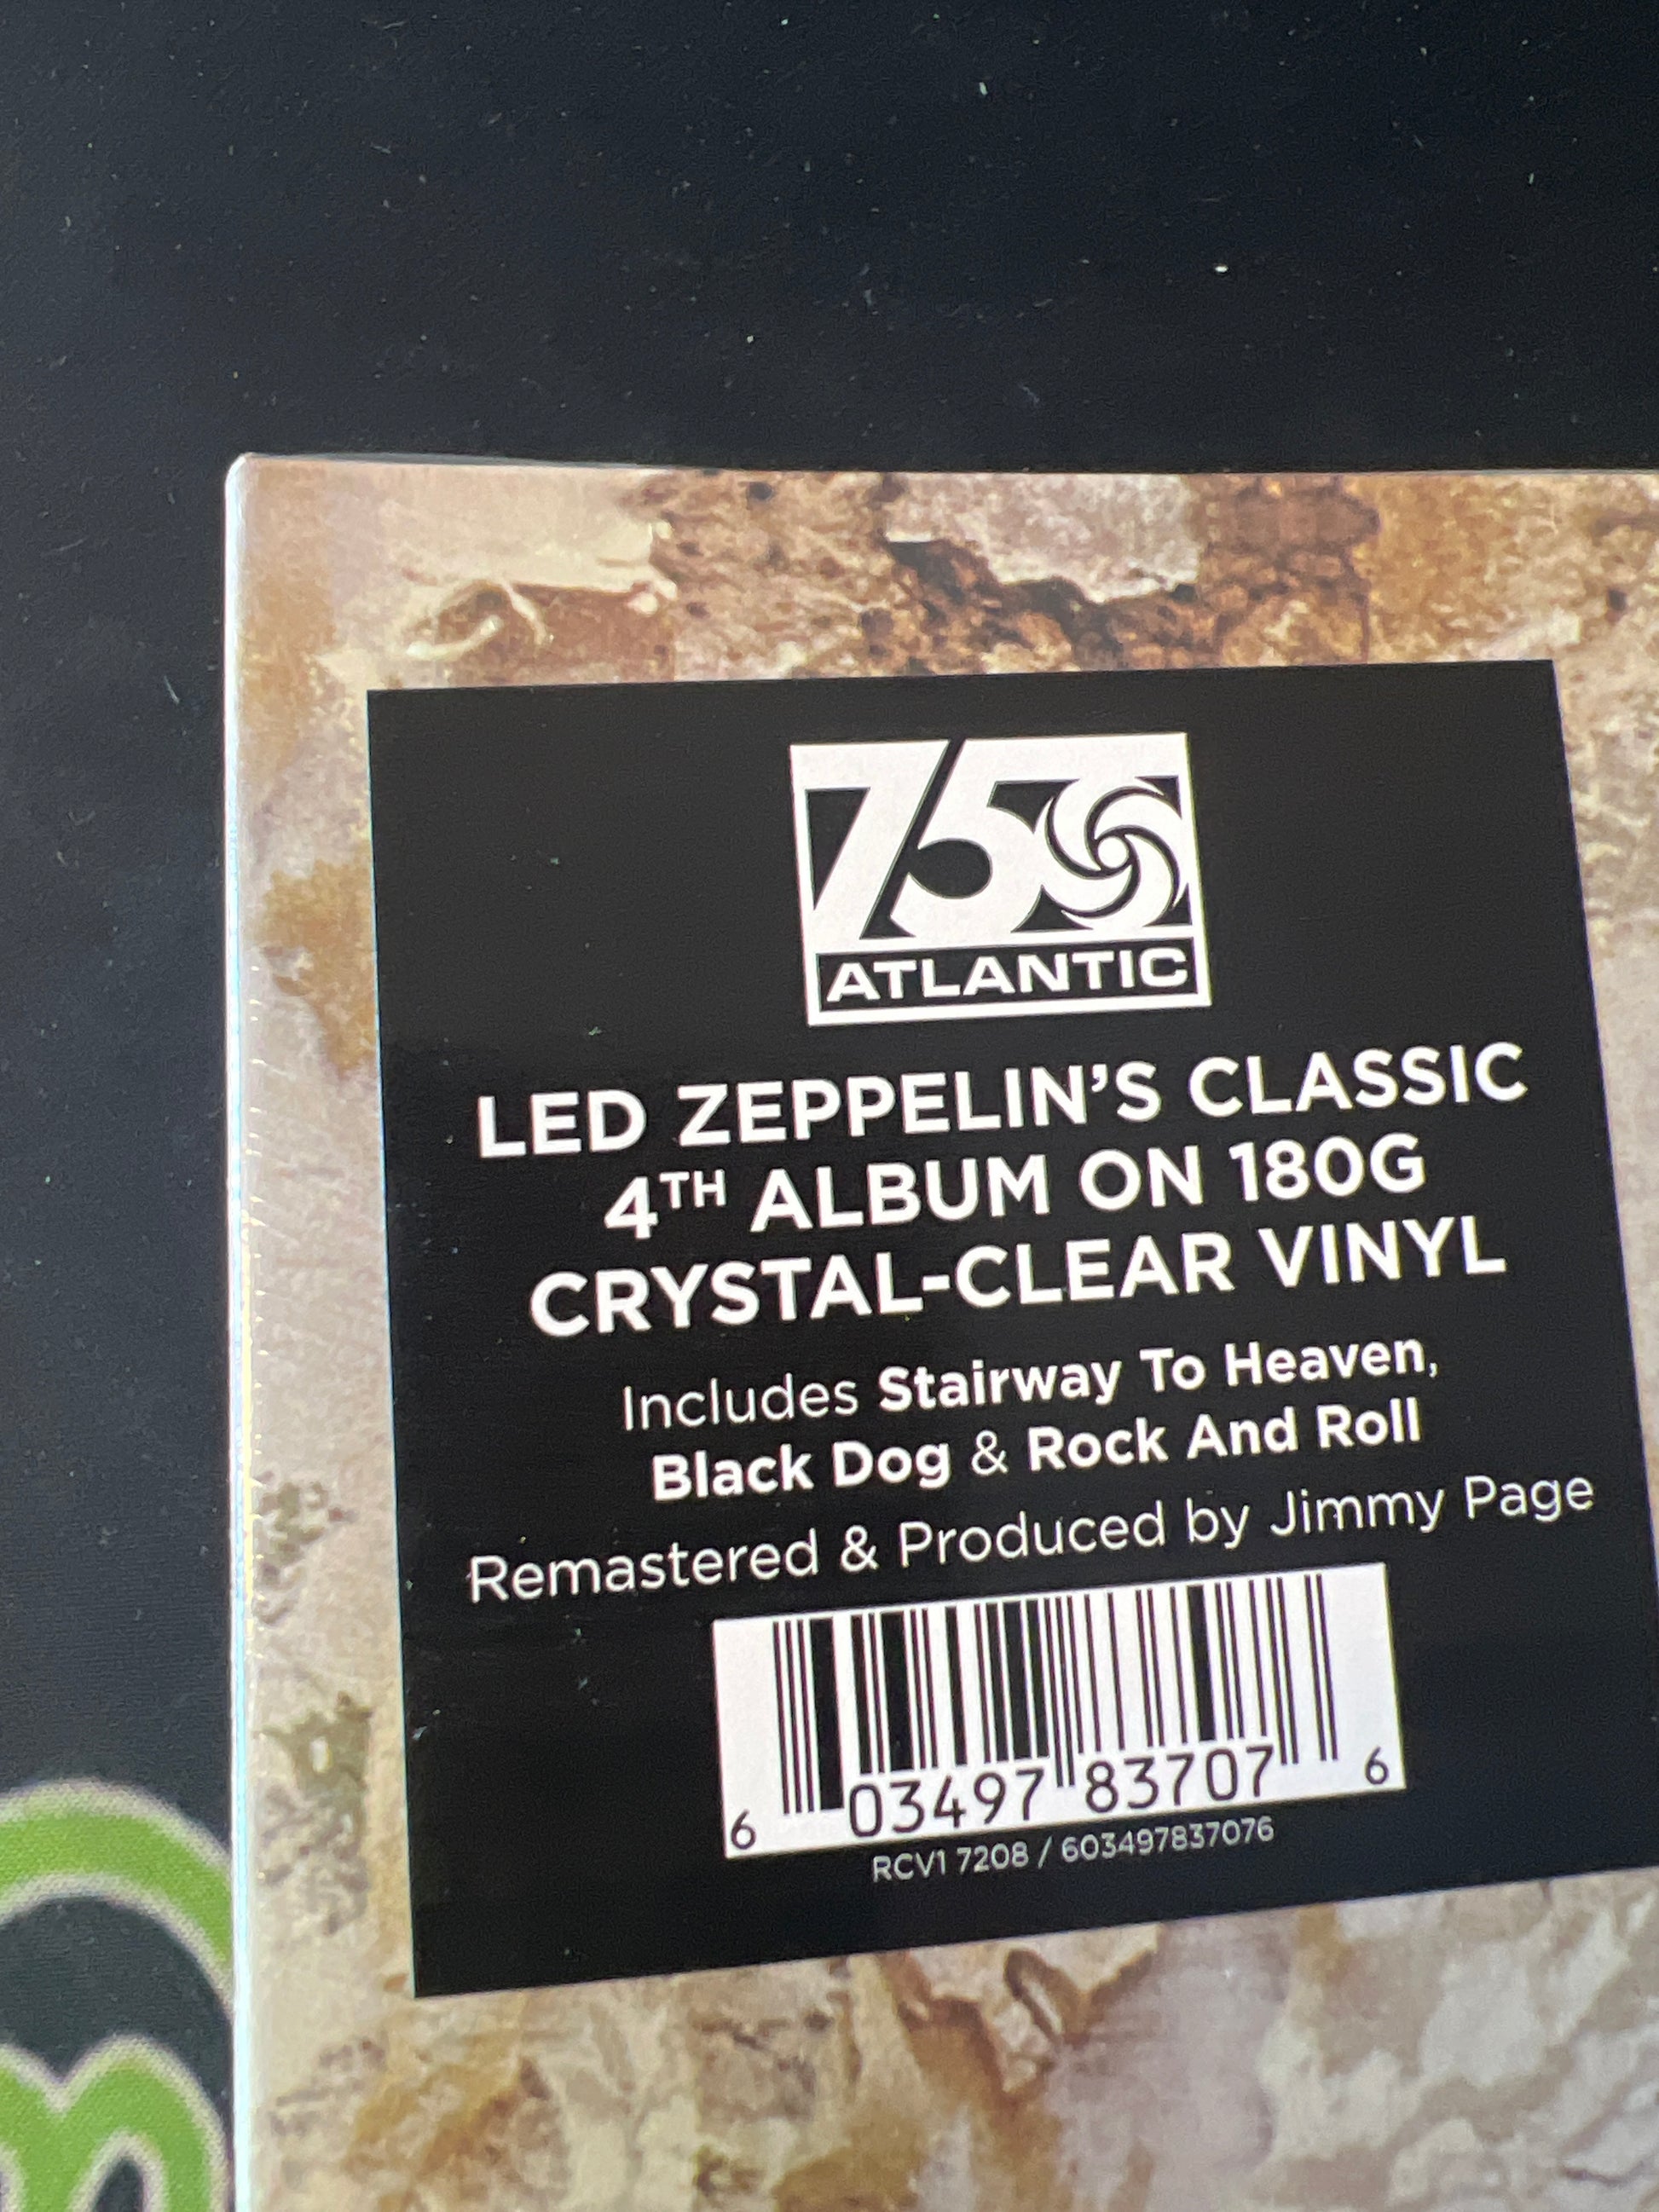 75
ATLANTIC
LED ZEPPELIN'S CLASSIC
4TH ALBUM ON 180G
CRYSTAL-CLEAR VINYL
Includes Stairway To Heaven,
Black Dog & Rock And Roll
Remastered & Produced by Jimmy Page
6 03497 83707 6
RCV1 7208 / 603497837076